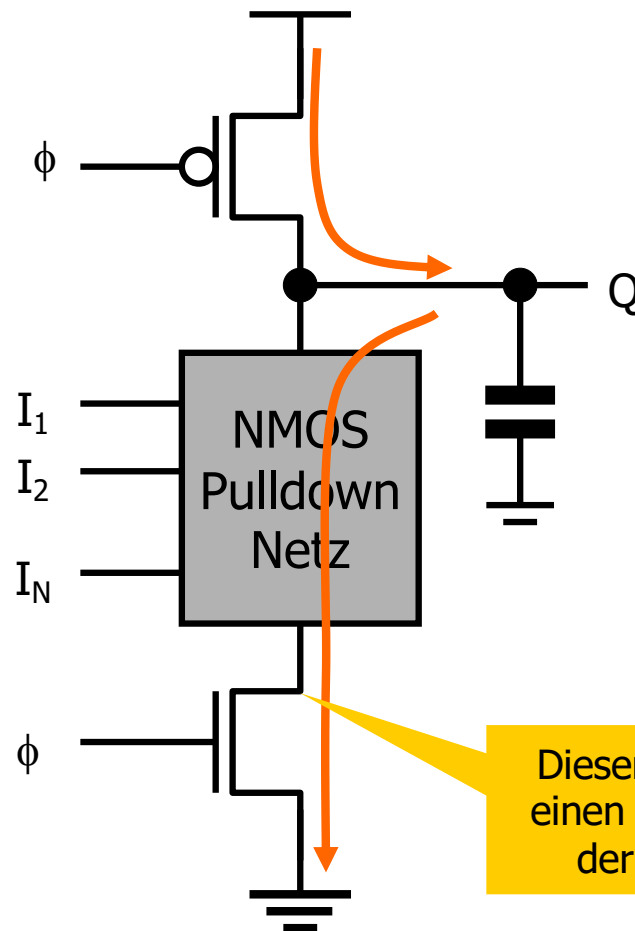 ϕ
Q
I1
I2
IN
NMOS
Pulldown
Netz
ϕ
Dieser
einen
der